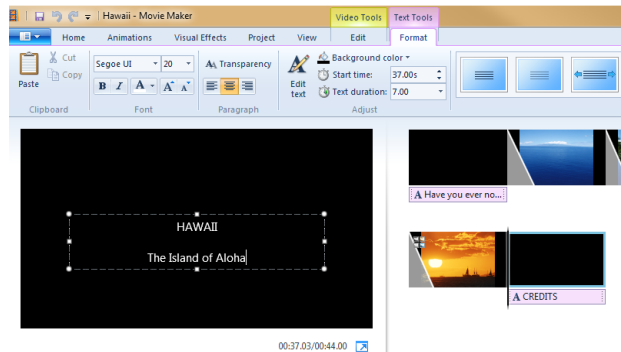 Hawaii - Movie Maker
Video Tools
Text Tools
Home
Animations
Visual Effects
Project
View
Edit
Format
Paste
Cut
Copy
Clipboard
Segoe UI
20
B I A A A
Font
Transparency
Paragraph
Edit
text
Background color
Start time: 37.00s
Text duration: 7.00
Adjust
HAWAII
The Island of Aloha
00:37.03/00:44.00
A Have you ever no...
A CREDITS